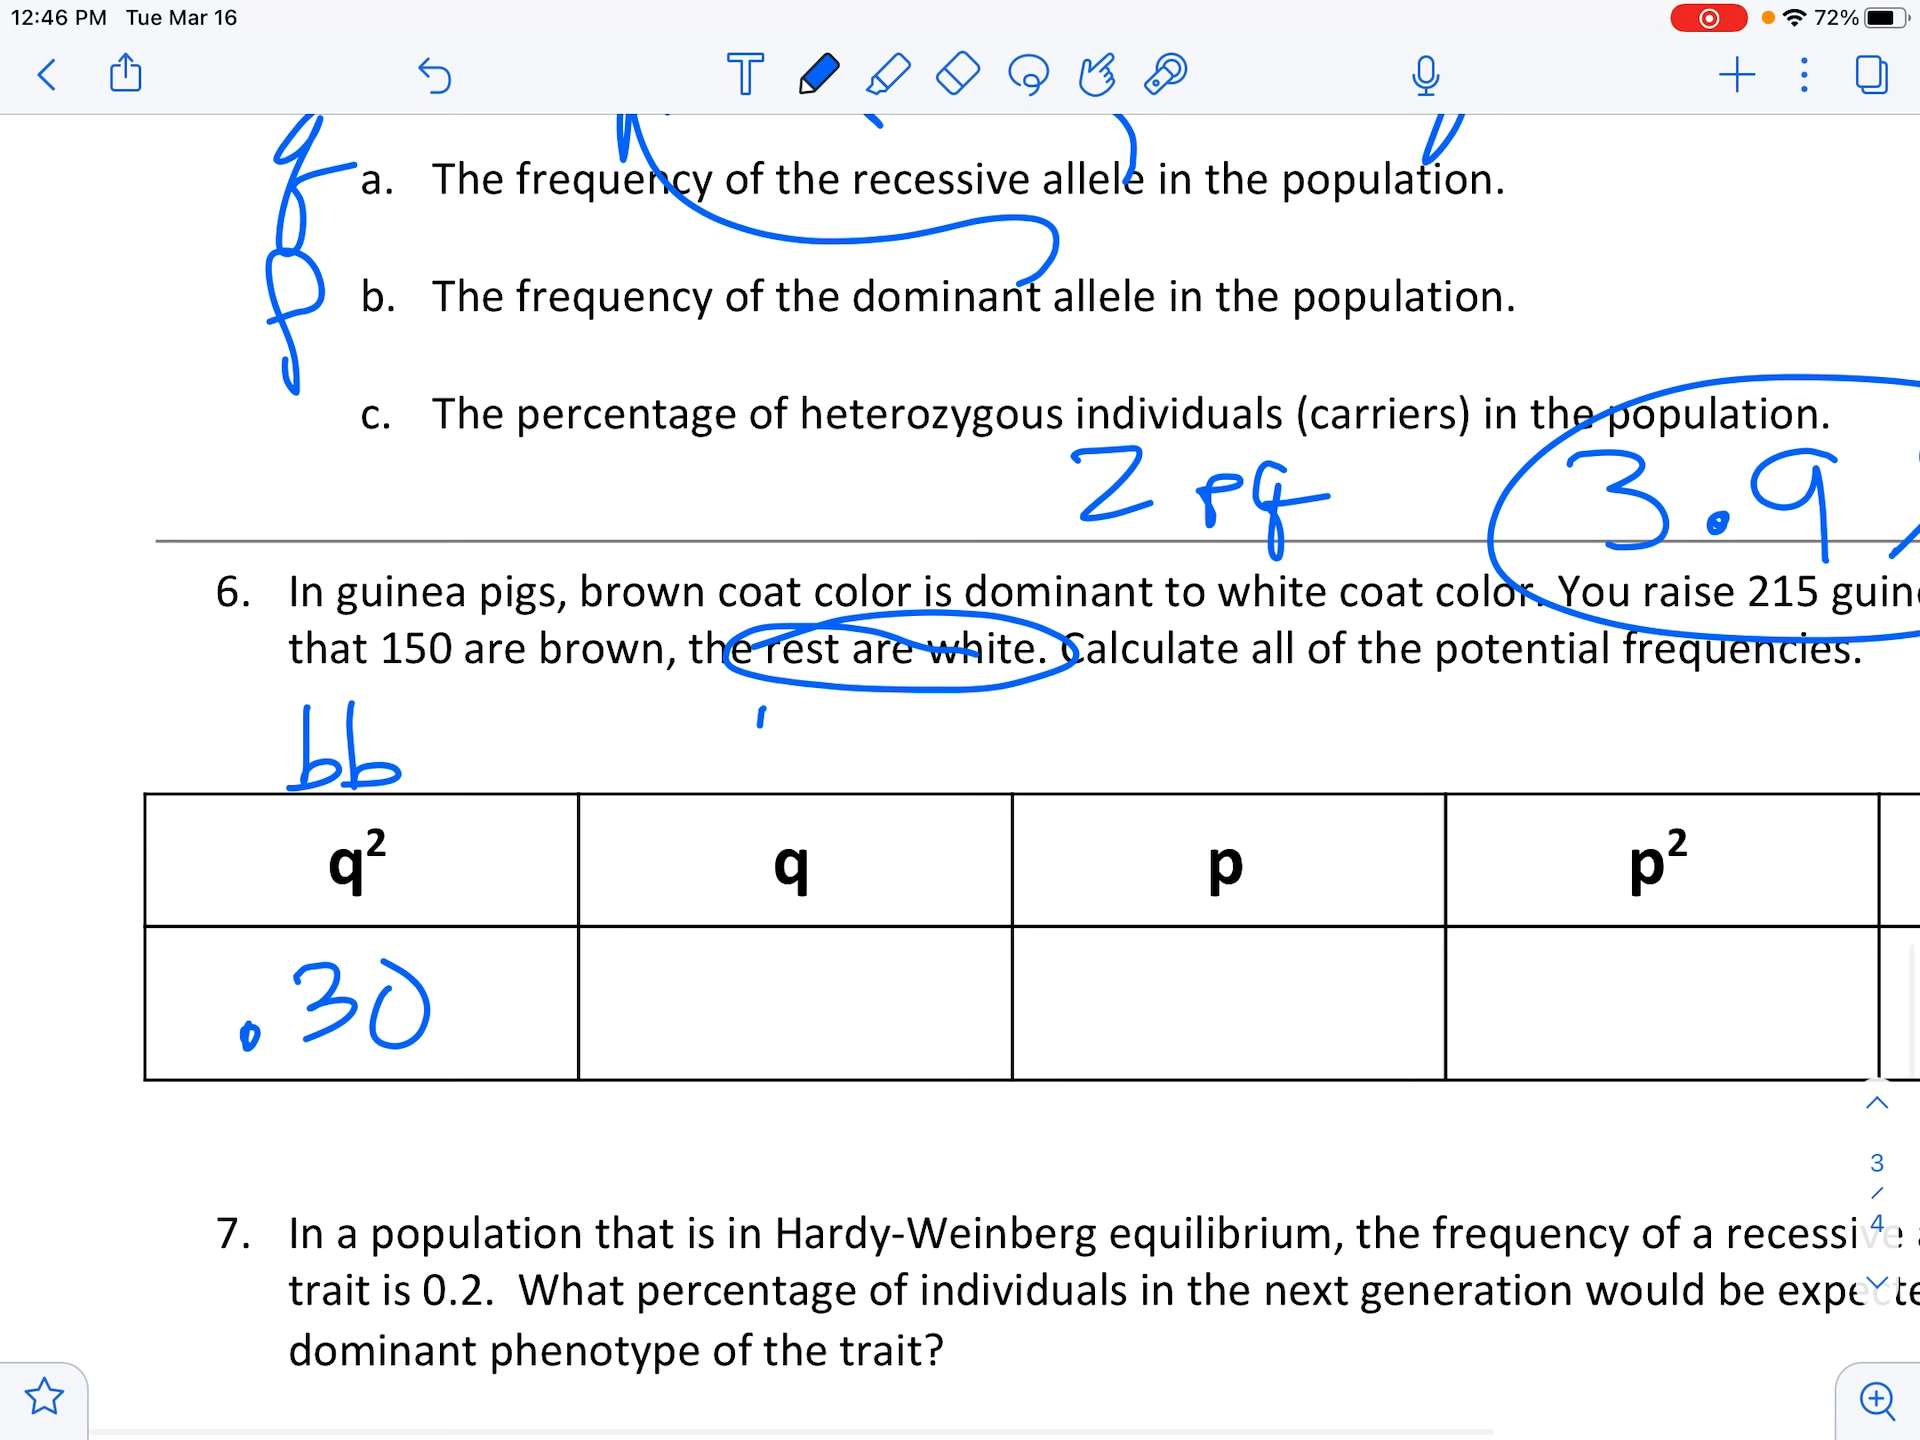 12:46 PM Tue Mar 16
72%
q a. The frequency of the recessive allele in the population.
p b. The frequency of the dominant allele in the population.
c. The percentage of heterozygous individuals (carriers) in the population.
2 pq 3.9
6. In guinea pigs, brown coat color is dominant to white coat color. You raise 215
that 150 are brown, the rest are white. Calculate all of the potential frequencies.
bb
q² q p p²
.30
3
/
4
7. In a population that is in Hardy-Weinberg equilibrium, the frequency of a recessive
trait is 0.2. What percentage of individuals in the next generation would be
dominant phenotype of the trait?